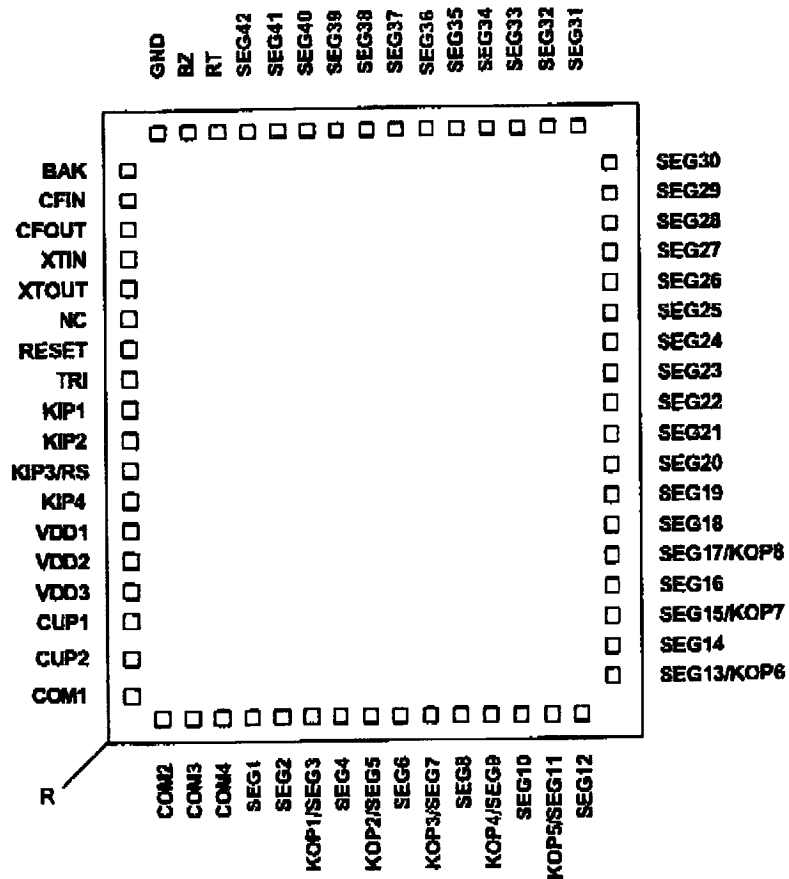 GND
BZ
RT
SEG42
SEG41
SEG40
SEG39
SEG38
SEG37
SEG36
SEG35
SEG34
SEG33
SEG32
SEG31
BAK
CFIN
CFOUT
XTIN
XTOUT
NC
RESET
TRI
KIP1
KIP2
KIP3/RS
KIP4
VDD1
VDD2
VDD3
CUP1
CUP2
COM1
SEG30
SEG29
SEG28
SEG27
SEG26
SEG25
SEG24
SEG23
SEG22
SEG21
SEG20
SEG19
SEG18
SEG17/KOP8
SEG16
SEG15/KOP7
SEG14
SEG13/KOP6
R
COM2
COM3
COM4
SEG1
SEG2
KOP1/SEG3
SEG4
KOP2/SEG5
SEG6
KOP3/SEG7
SEG8
KOP4/SEG9
SEG10
KOP5/SEG11
SEG12